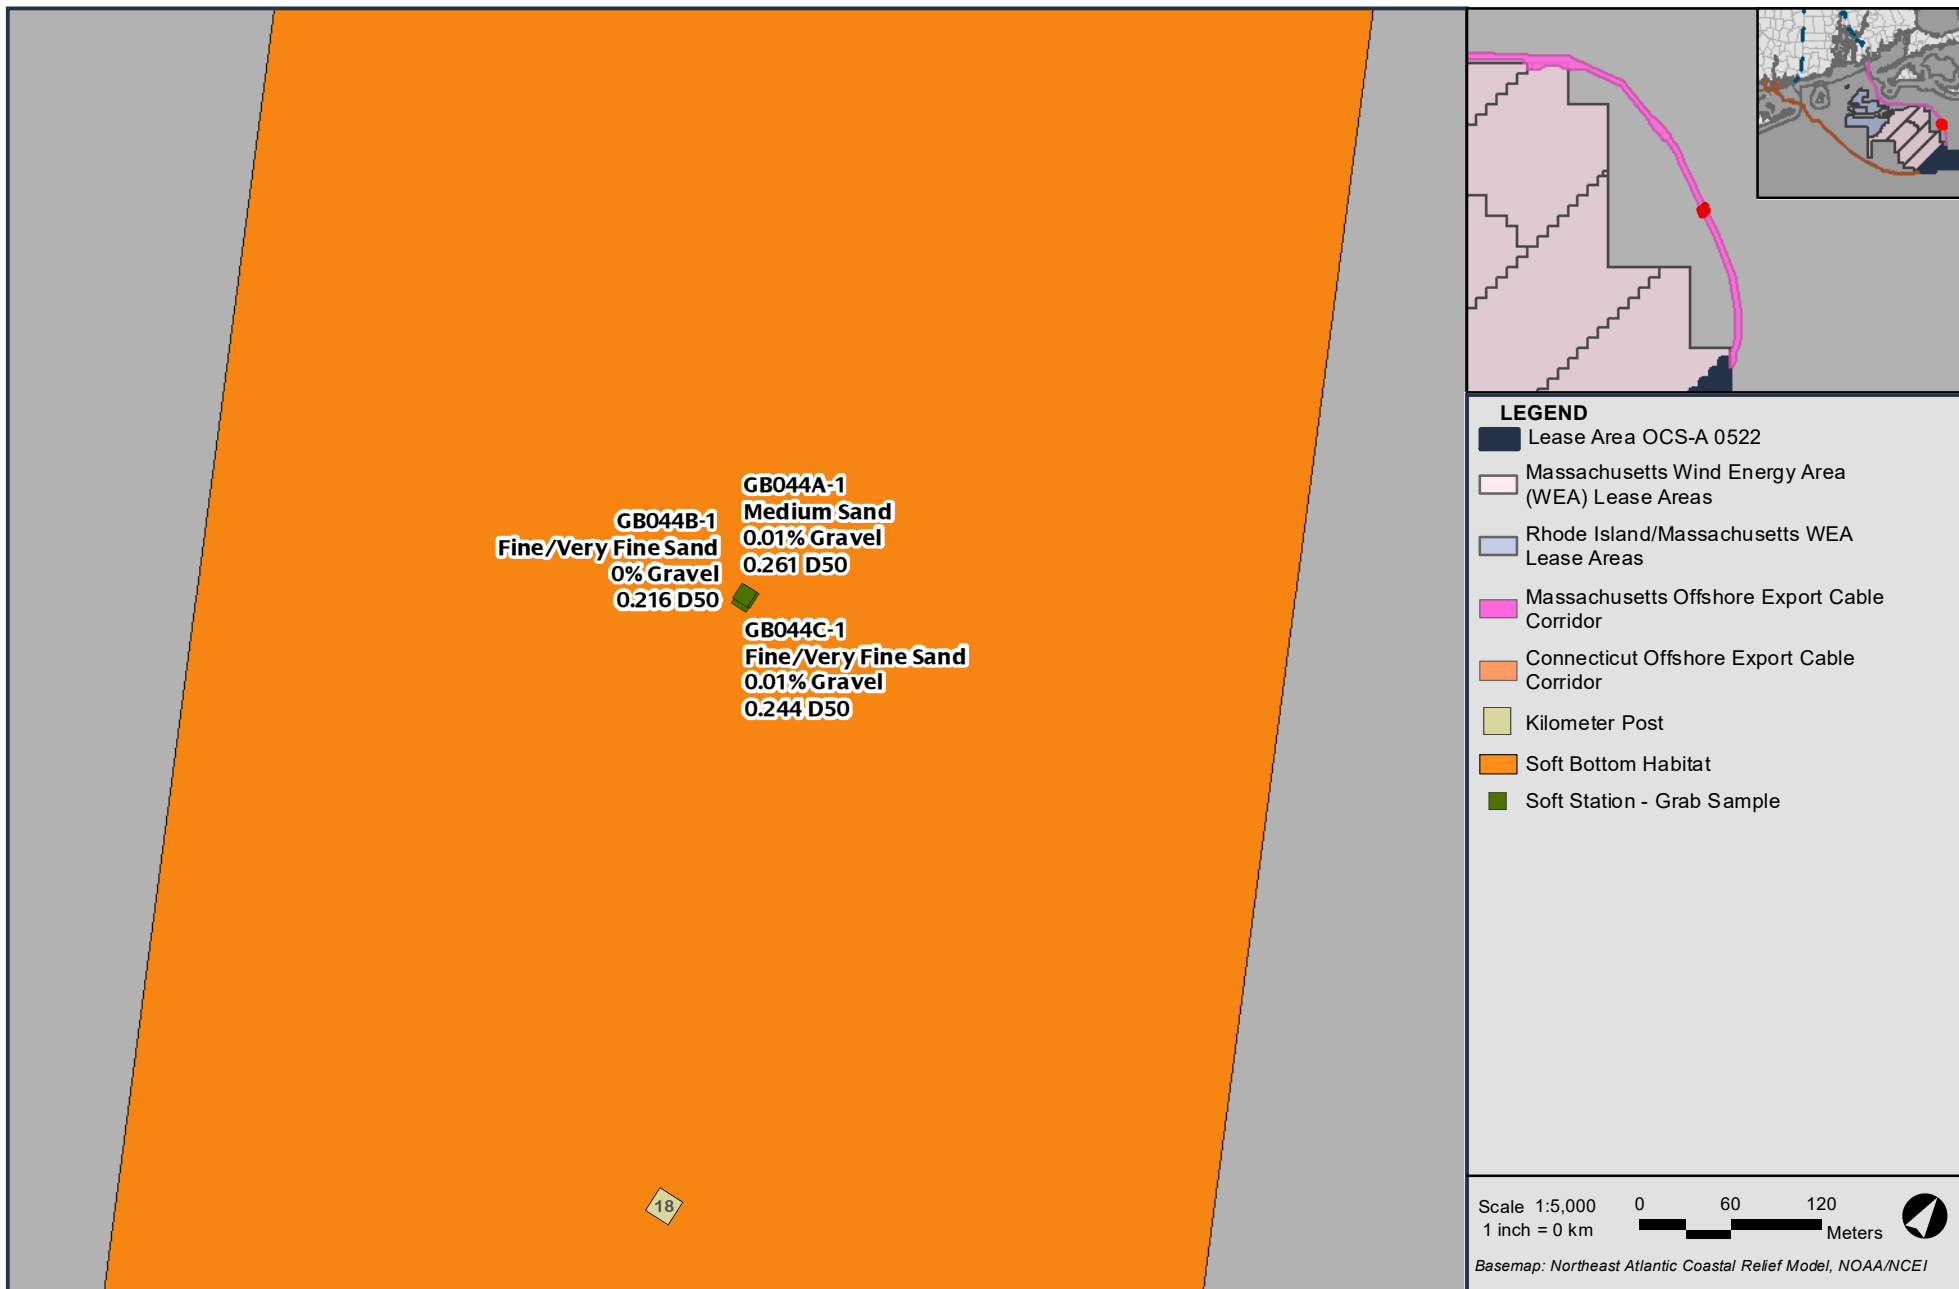 GB044A-1
Medium Sand
0.01% Gravel
0.261 D50
GB044B-1
Fine/Very Fine Sand
0% Gravel
0.216 D50
GB044C-1
Fine/Very Fine Sand
0.01% Gravel
0.244 D50
18
LEGEND
Lease Area OCS-A 0522
Massachusetts Wind Energy Area
(WEA) Lease Areas
Rhode Island/Massachusetts WEA
Lease Areas
Massachusetts Offshore Export Cable
Corridor
Connecticut Offshore Export Cable
Corridor
Kilometer Post
Soft Bottom Habitat
Soft Station - Grab Sample
Scale 1:5,000
1 inch = 0 km
0 60 120
Meters
Basemap: Northeast Atlantic Coastal Relief Model, NOAA/NCEI